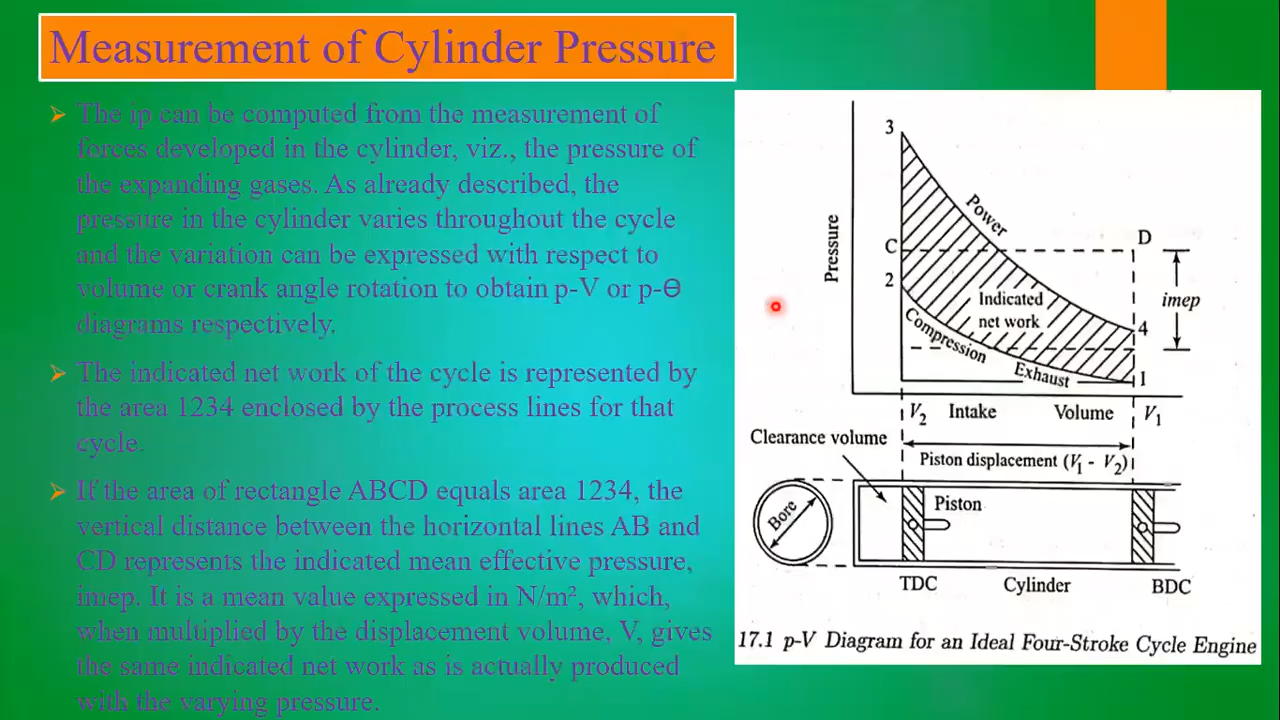 Measurement of Cylinder Pressure
➢ The ip can be computed from the measurement of
forces developed in the cylinder, viz., the pressure of
the expanding gases. As already described, the
pressure in the cylinder varies throughout the cycle
and the variation can be expressed with respect to
volume or crank angle rotation to obtain p-V or p-Ө
diagrams respectively.
➢ The indicated net work of the cycle is represented by
the area 1234 enclosed by the process lines for that
cycle.
➢ If the area of rectangle ABCD equals area 1234, the
vertical distance between the horizontal lines AB and
CD represents the indicated mean effective pressure,
imep. It is a mean value expressed in N/m², which,
when multiplied by the displacement volume, V, gives
the same indicated net work as is actually produced
with the varying pressure.
3
Power
Pressure
C
D
2
Indicated
net work
imep
4
Compression
Exhaust
1
V₂ Intake Volume V₁
Clearance volume
Piston displacement (V₁ - V₂)
Bore
Piston
TDC Cylinder BDC
17.1 p-V Diagram for an Ideal Four-Stroke Cycle Engine